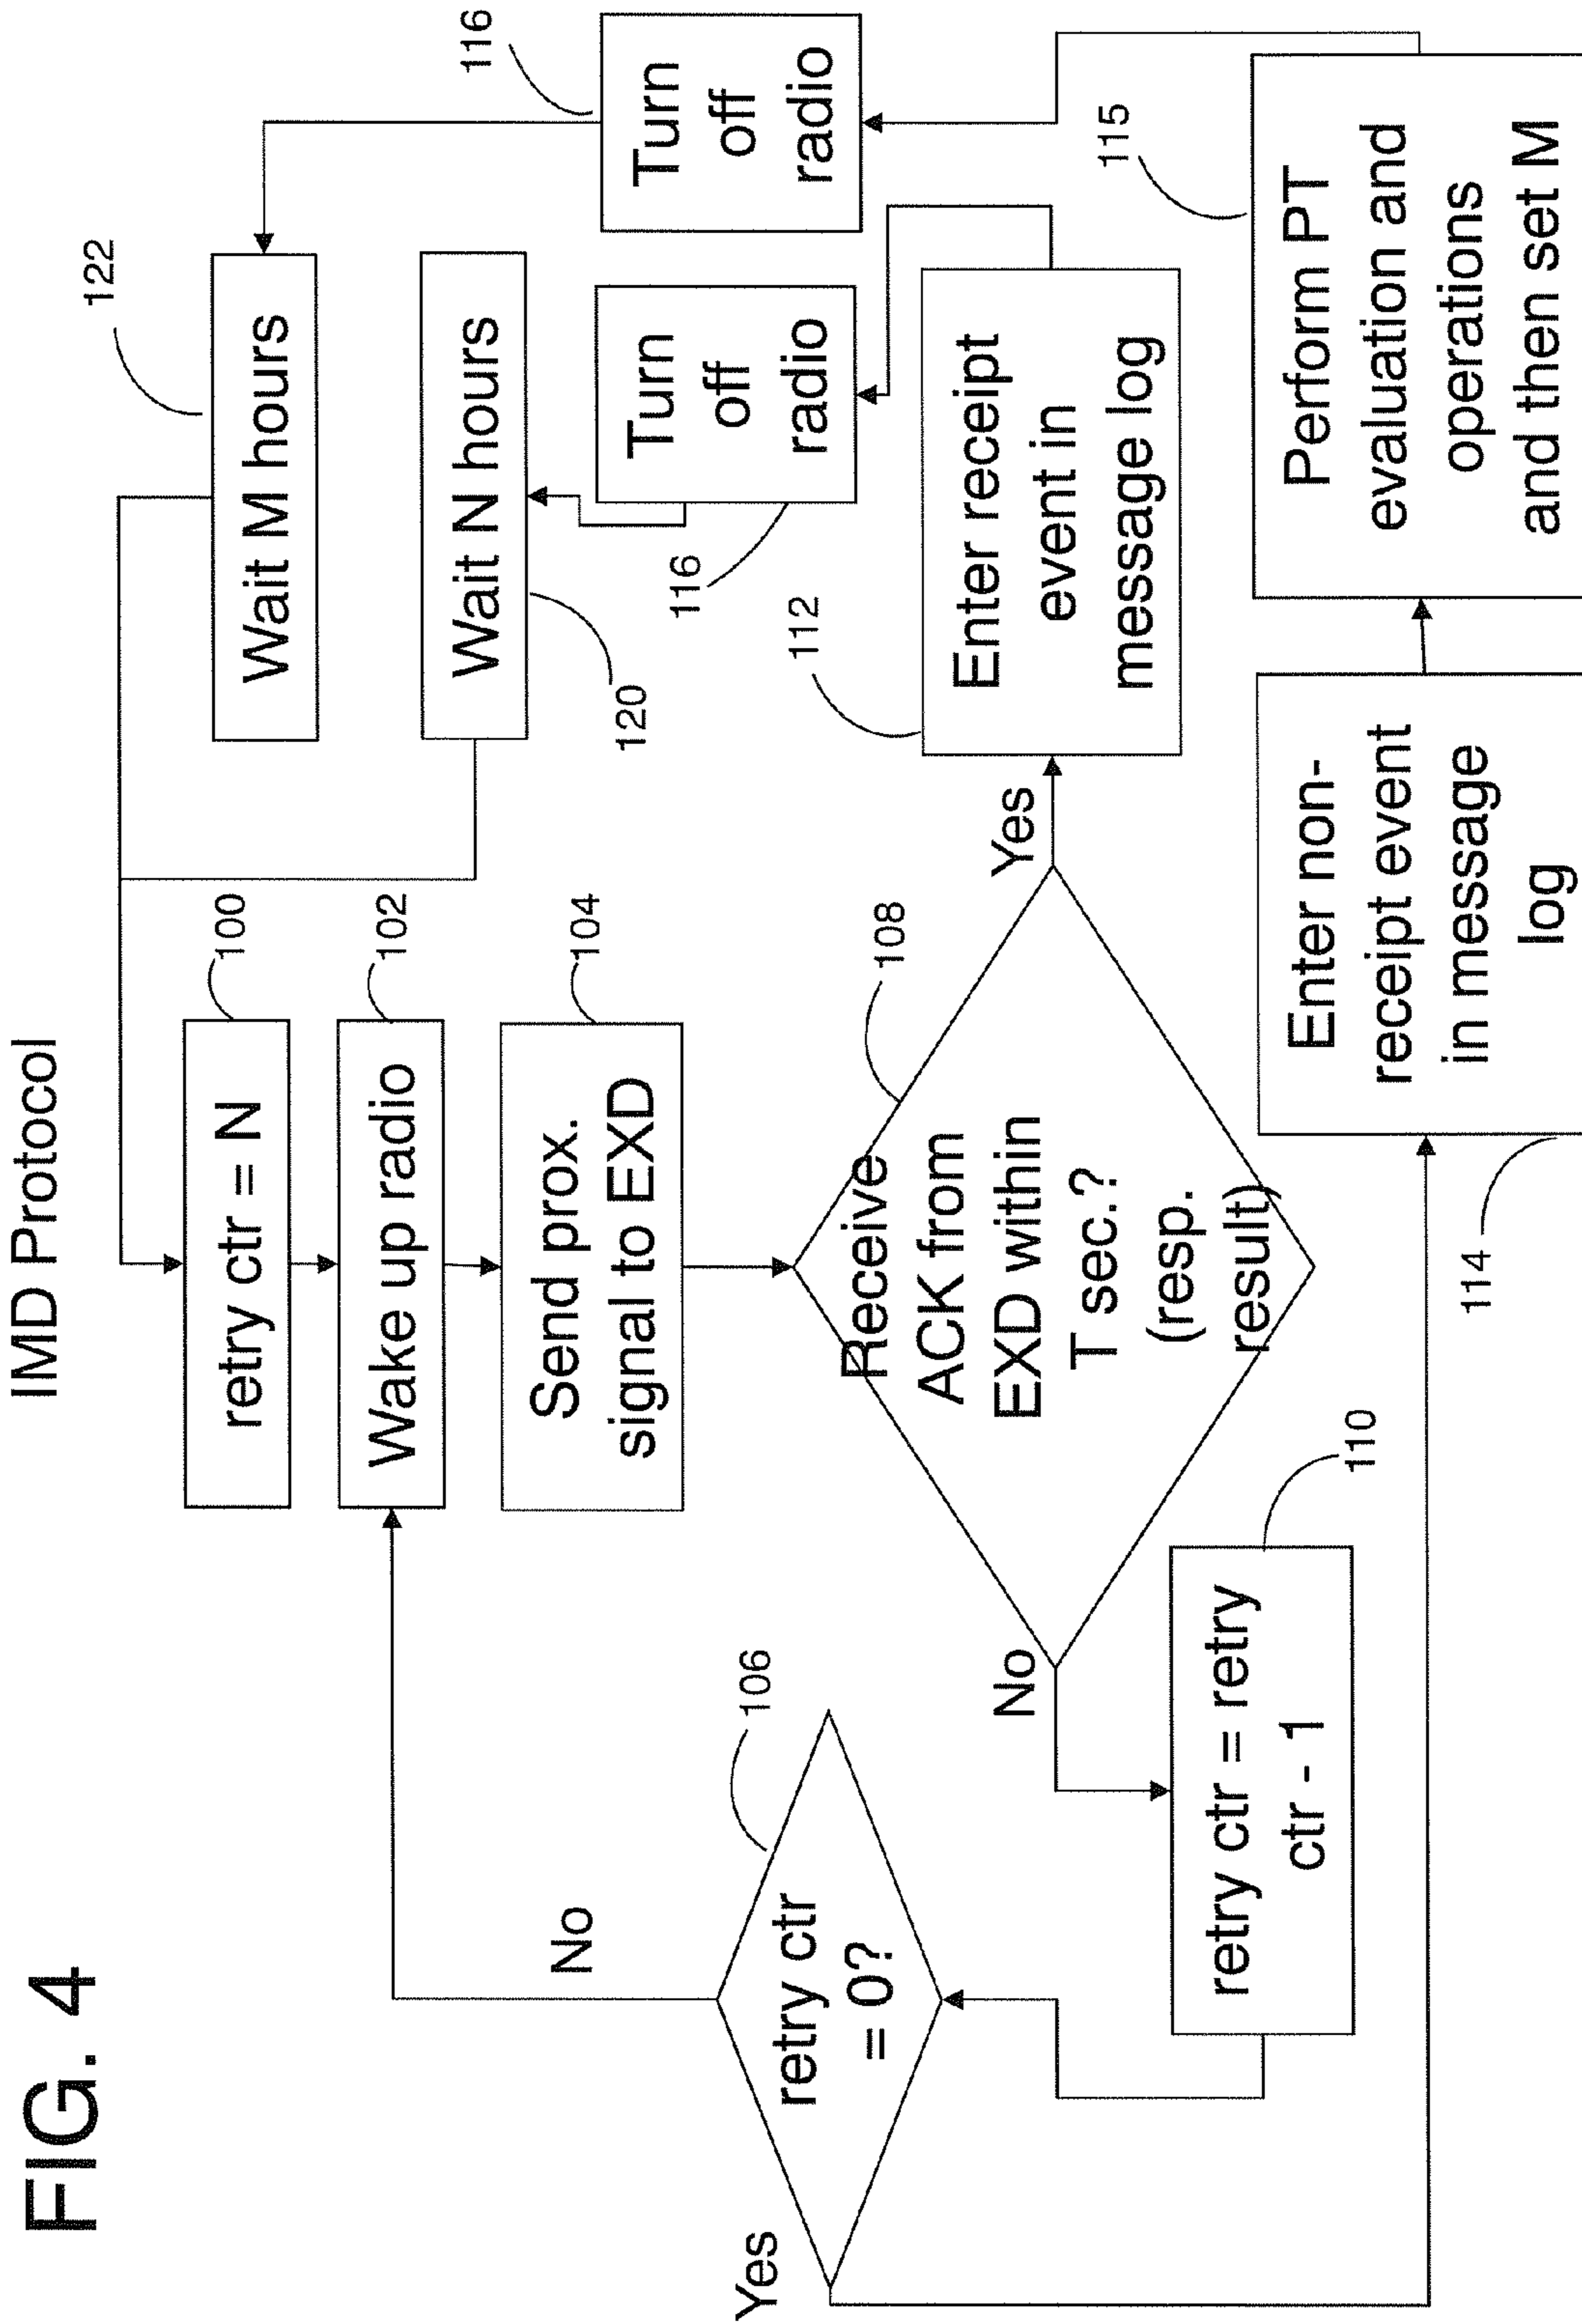 FIG. 4
IMD Protocol
retry ctr = N
100
Wake up radio
102
Send prox.
signal to EXD
104
Receive
ACK from
EXD within
T sec.?
(resp.
result)
108
Yes
No
retry ctr = retry
ctr - 1
110
retry ctr
= 0?
106
No
Yes
Enter receipt
event in
message log
112
Turn
off
radio
116
Wait N hours
120
Enter non-
receipt event
in message
log
114
Perform PT
evaluation and
operations
and then set M
115
Turn
off
radio
116
Wait M hours
122